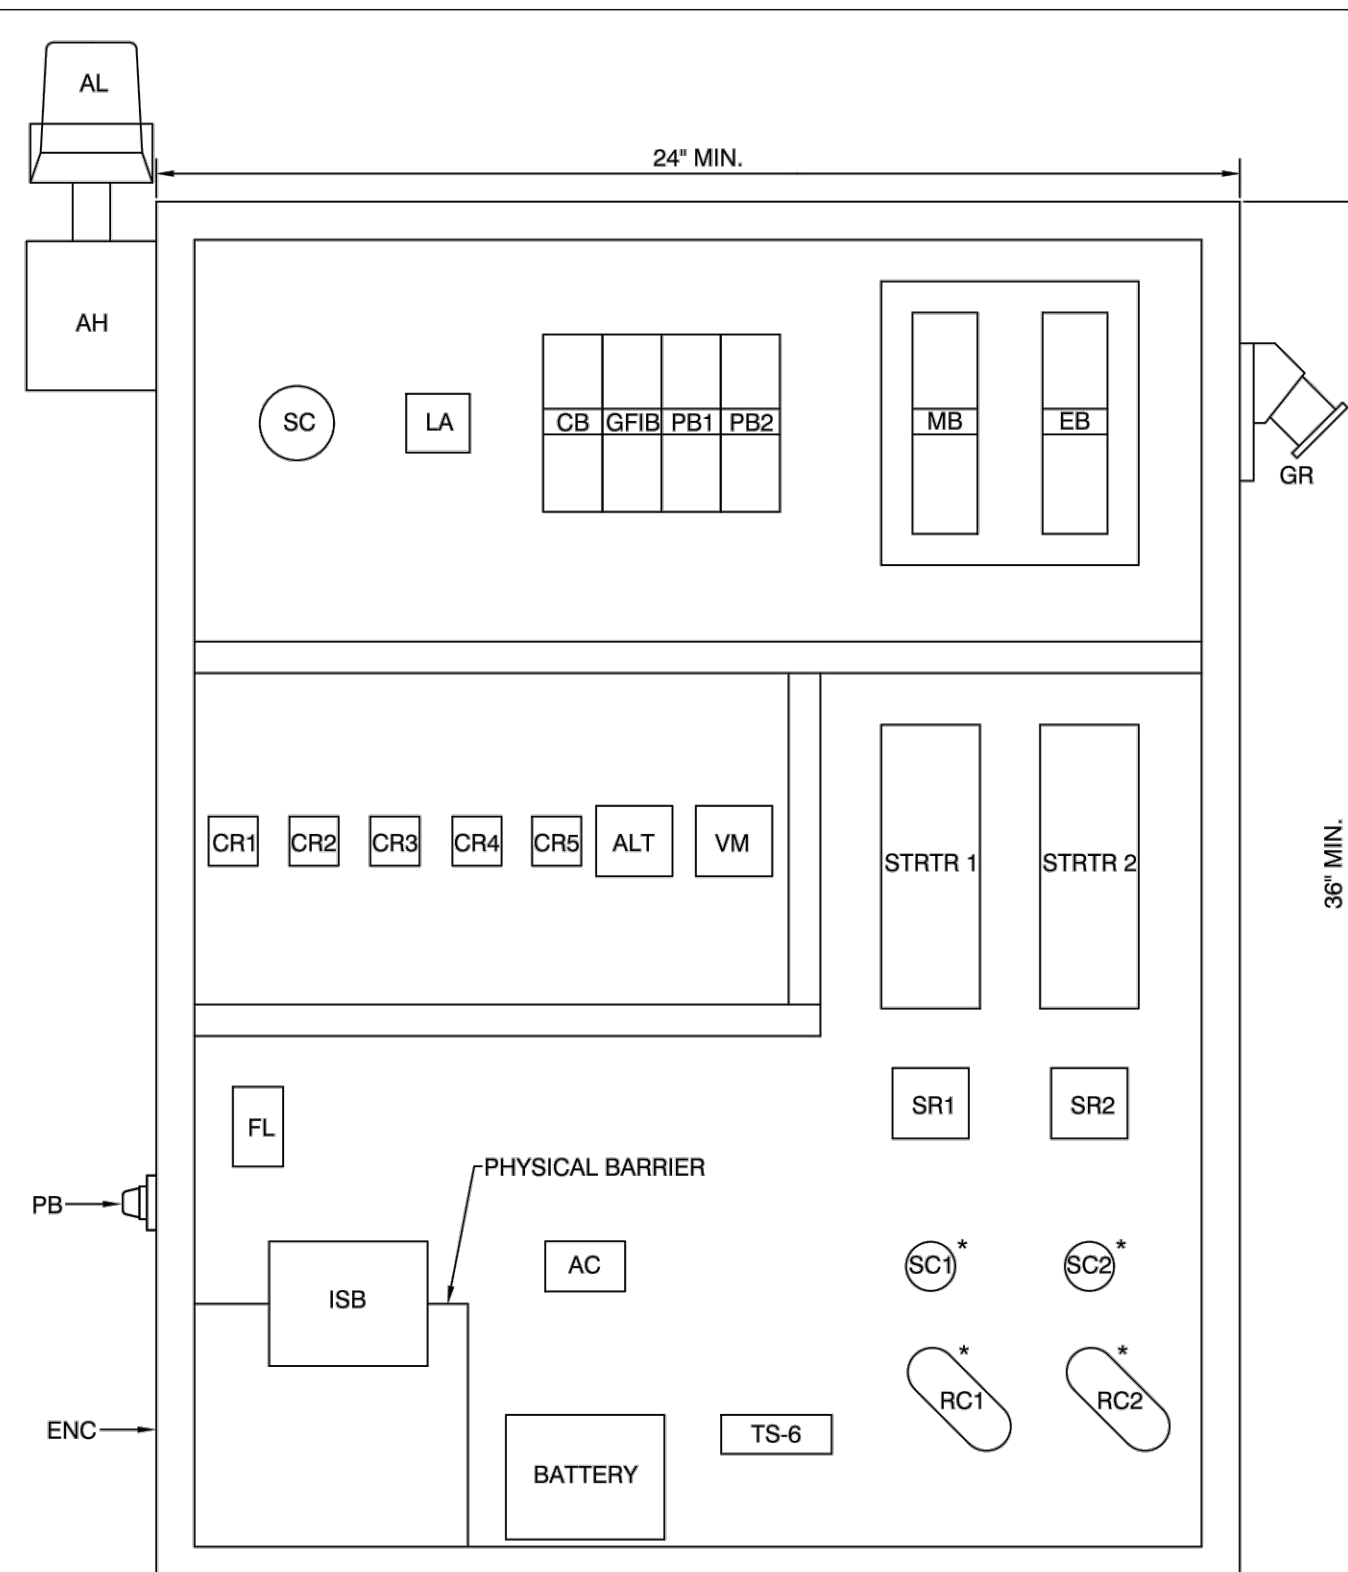 AL
24" MIN.
AH
SC
LA
CB
GFIB
PB1
PB2
MB
EB
GR
CR1
CR2
CR3
CR4
CR5
ALT
VM
STRTR 1
STRTR 2
36" MIN.
FL
SR1
SR2
PHYSICAL BARRIER
PB
AC
SC1
*
SC2
*
ISB
*
*
RC1
RC2
ENC
TS-6
BATTERY